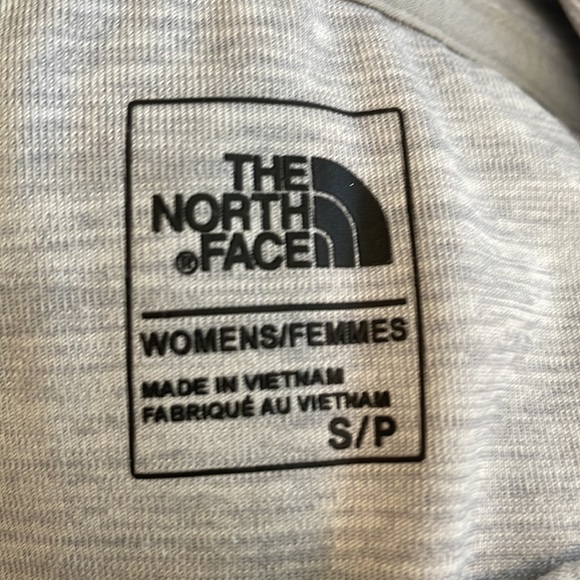 THE
NORTH
®FACE
WOMENS/FEMMES
MADE IN VIETNAM
FABRIQUÉ AU VIETNAM
S/P